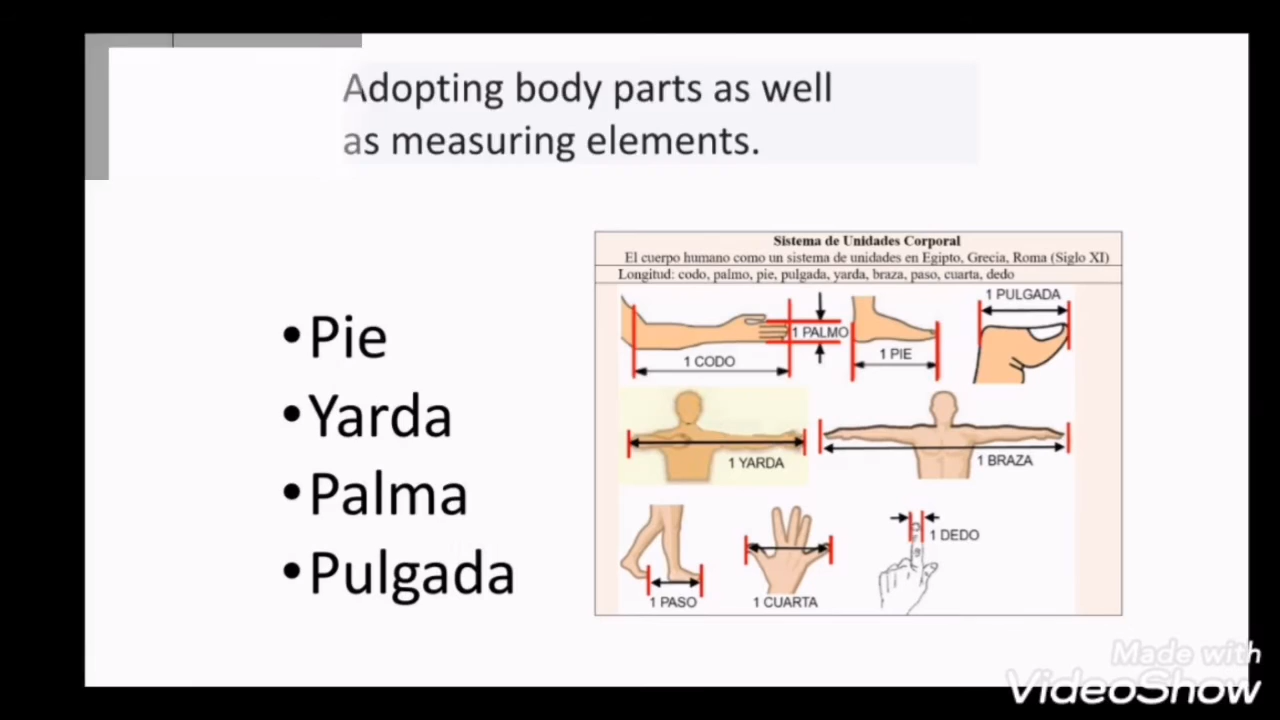 Adopting body parts as well
as measuring elements.
•Pie
•Yarda
•Palma
•Pulgada
Sistema de Unidades Corporal
El cuerpo humano como un sistema de unidades en Egipto, Grecia, Roma (Siglo XI)
Longitud: codo, palmo, pie, pulgada, yarda, braza, paso, cuarta, dedo
1 PULGADA
1 PALMO
1 PIE
1 CODO
1 YARDA
1 BRAZA
1 DEDO
1 PASO
1 CUARTA
Made with
VideoShow